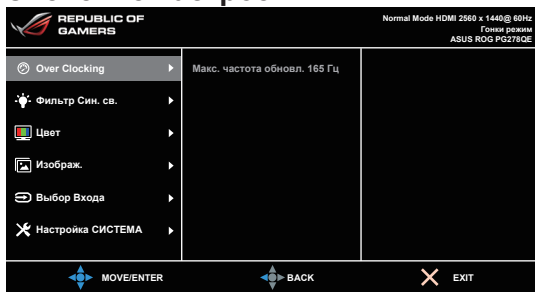 REPUBLIC OF
GAMERS
Normal Mode HDMI 2560 x 1440@ 60Hz
Гонки режим
ASUS ROG PG278QE
Over Clocking
Макс. частота обновл. 165 Гц
Фильтр Син. св.
Цвет
Изображ.
Выбор Входа
Настройка СИСТЕМА
MOVE/ENTER
BACK
EXIT